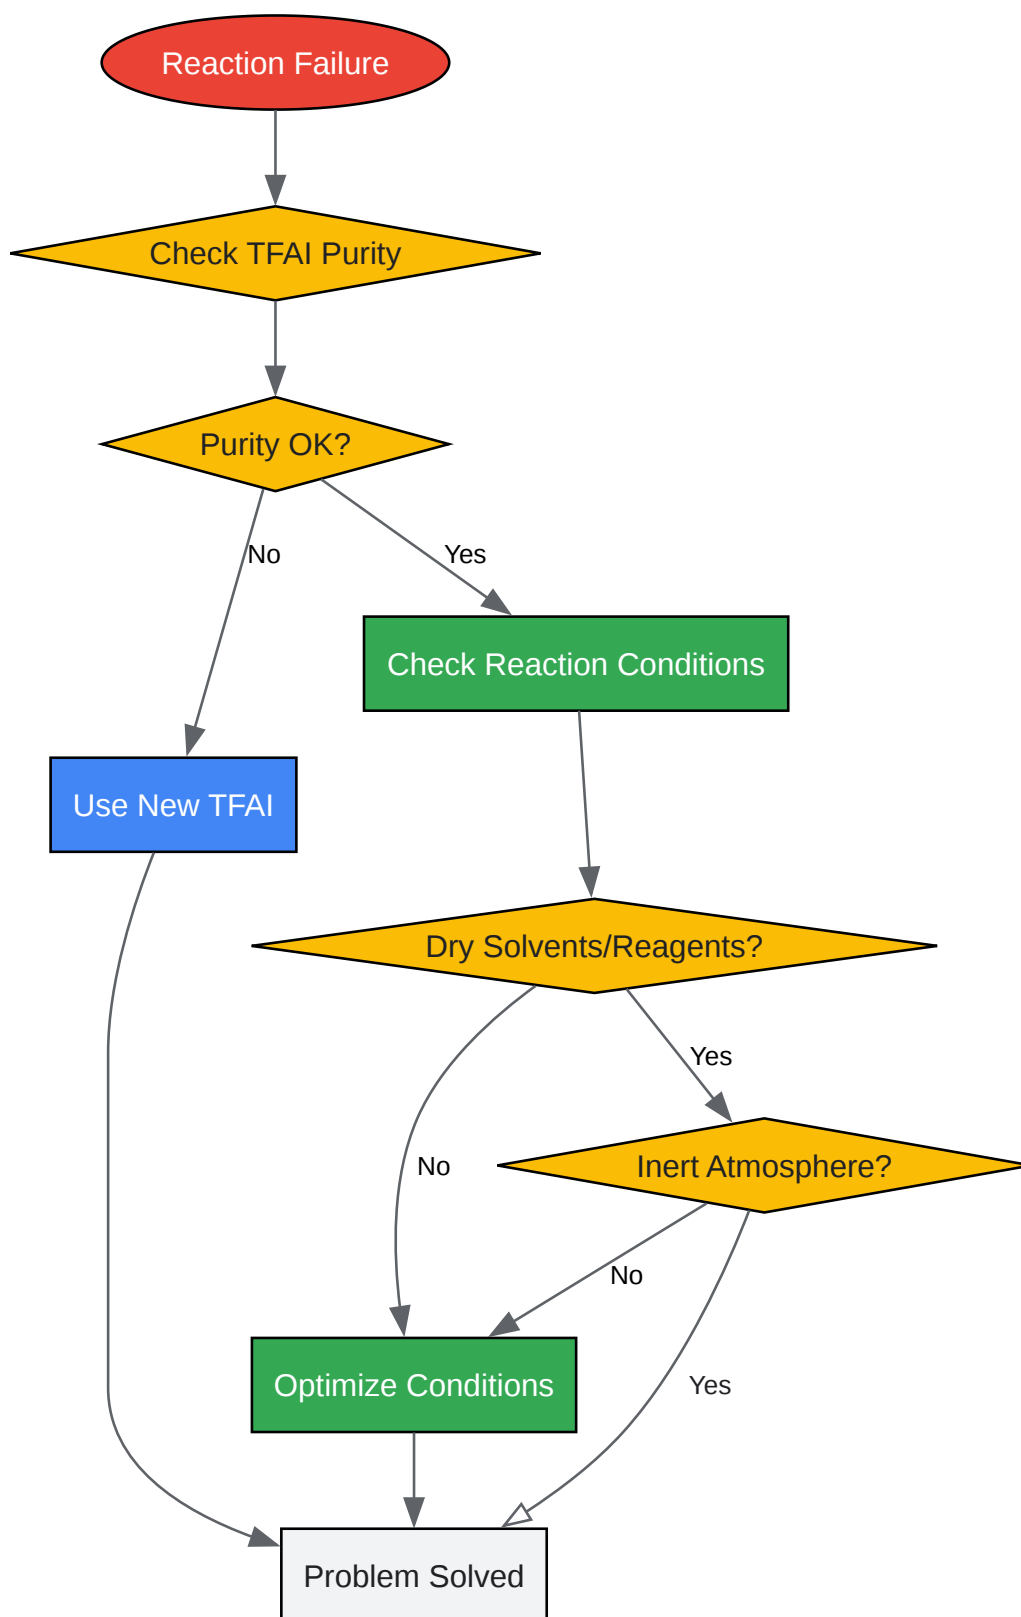 Reaction Failure
Check TFAI Purity
Purity OK?
No
Yes
Check Reaction Conditions
Use New TFAI
Dry Solvents/Reagents?
Yes
No
Inert Atmosphere?
No
Optimize Conditions
Yes
Problem Solved